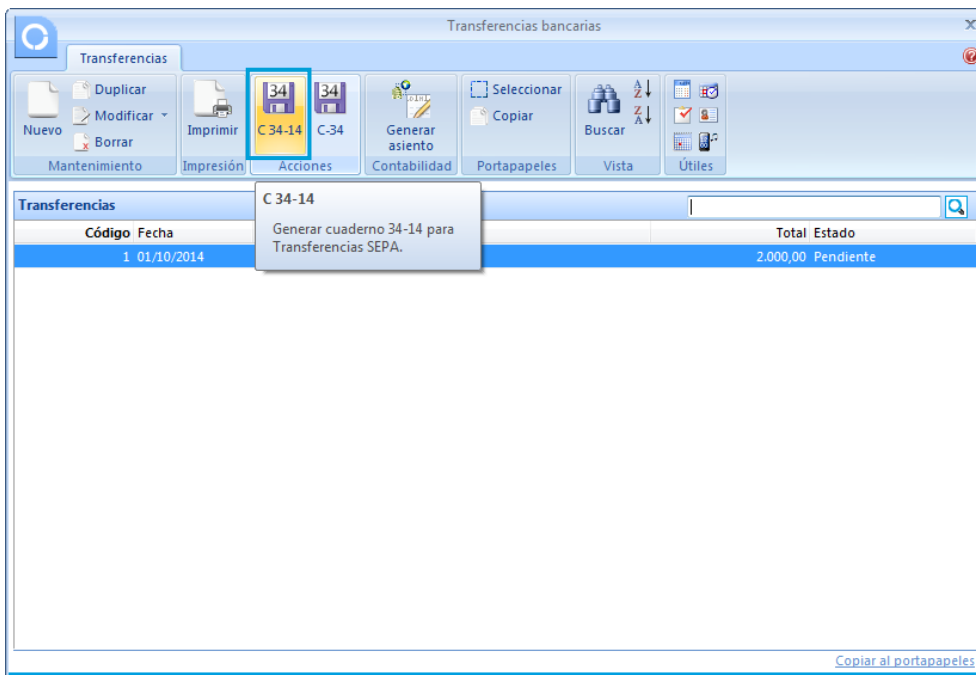 Transferencias bancarias
Transferencias
Nuevo
Duplicar
Modificar
Borrar
Mantenimiento
Imprimir
Impresión
34
C 34-14
34
C-34
Acciones
Generar
asiento
Contabilidad
Seleccionar
Copiar
Portapapeles
Buscar
A
Z
Z
A
Vista
Útiles
C 34-14
Generar cuaderno 34-14 para
Transferencias SEPA.
Transferencias
Código Fecha Total Estado
1 01/10/2014 2.000,00 Pendiente
Copiar al portapapeles